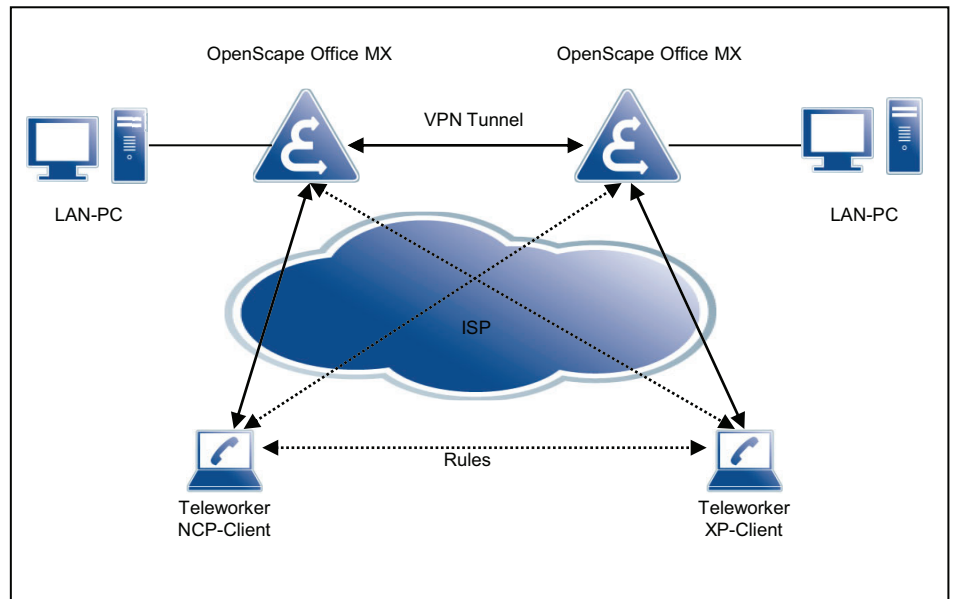 OpenScape Office MX
OpenScape Office MX
VPN Tunnel
LAN-PC
LAN-PC
ISP
Rules
Teleworker
NCP-Client
Teleworker
XP-Client